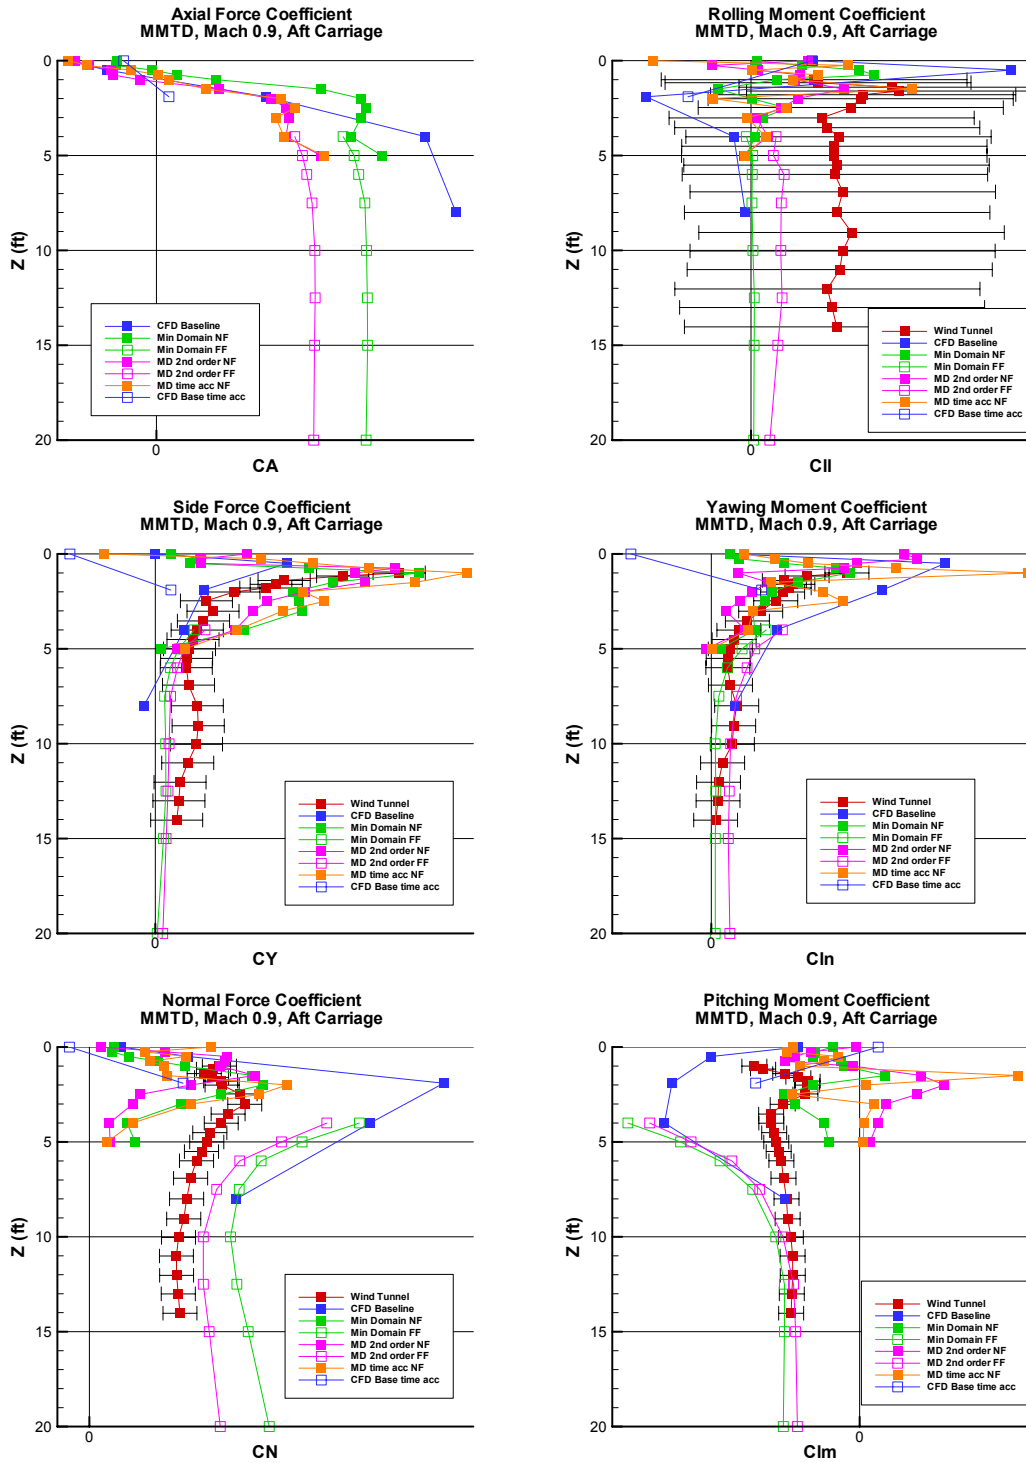 Axial Force Coefficient
MMTD, Mach 0.9, Aft Carriage
0
5
10
15
20
Z (ft)
CFD Baseline
Min Domain NF
Min Domain FF
MD 2nd order NF
MD 2nd order FF
MD time acc NF
CFD Base time acc
0
CA
Rolling Moment Coefficient
MMTD, Mach 0.9, Aft Carriage
0
5
10
15
20
Z (ft)
Wind Tunnel
CFD Baseline
Min Domain NF
Min Domain FF
MD 2nd order NF
MD 2nd order FF
MD time acc NF
CFD Base time acc
0
Cll
Side Force Coefficient
MMTD, Mach 0.9, Aft Carriage
0
5
10
15
20
Z (ft)
Wind Tunnel
CFD Baseline
Min Domain NF
Min Domain FF
MD 2nd order NF
MD 2nd order FF
MD time acc NF
CFD Base time acc
0
CY
Yawing Moment Coefficient
MMTD, Mach 0.9, Aft Carriage
0
5
10
15
20
Z (ft)
Wind Tunnel
CFD Baseline
Min Domain NF
Min Domain FF
MD 2nd order NF
MD 2nd order FF
MD time acc NF
CFD Base time acc
0
Cln
Normal Force Coefficient
MMTD, Mach 0.9, Aft Carriage
0
5
10
15
20
Z (ft)
Wind Tunnel
CFD Baseline
Min Domain NF
Min Domain FF
MD 2nd order NF
MD 2nd order FF
MD time acc NF
CFD Base time acc
0
CN
Pitching Moment Coefficient
MMTD, Mach 0.9, Aft Carriage
0
5
10
15
20
Z (ft)
Wind Tunnel
CFD Baseline
Min Domain NF
Min Domain FF
MD 2nd order NF
MD 2nd order FF
MD time acc NF
CFD Base time acc
0
Clm